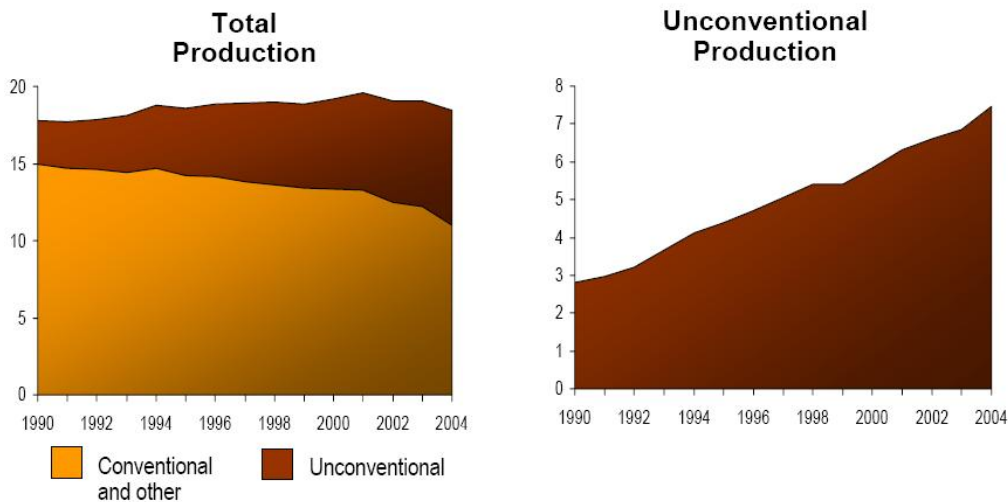 Total
Production
20
15
10
5
0
1990 1992 1994 1996 1998 2000 2002 2004
Conventional
and other
Unconventional
Unconventional
Production
8
7
6
5
4
3
2
1
0
1990 1992 1994 1996 1998 2000 2002 2004